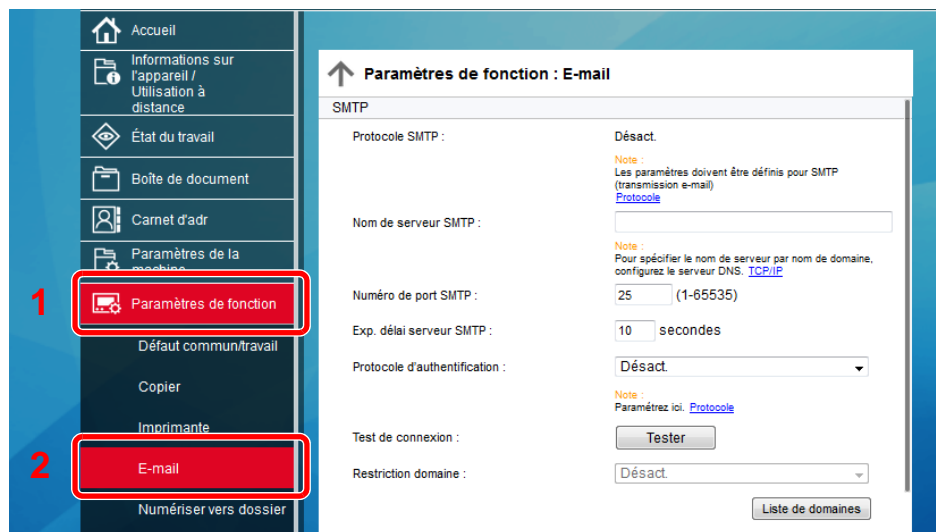 Accueil
Informations sur
l'appareil /
Utilisation à
distance
État du travail
Boîte de document
Carnet d'adr
Paramètres de la
machine
1
Paramètres de fonction
Défaut commun/travail
Copier
Imprimante
2
E-mail
Numériser vers dossier
Paramètres de fonction : E-mail
SMTP
Protocole SMTP :
Désact.
Note :
Les paramètres doivent être définis pour SMTP
(transmission e-mail)
Protocole
Nom de serveur SMTP :
Note :
Pour spécifier le nom de serveur par nom de domaine,
configurez le serveur DNS. TCP/IP
Numéro de port SMTP :
25 (1-65535)
Exp. délai serveur SMTP :
10 secondes
Protocole d'authentification :
Désact.
Note :
Paramétrez ici. Protocole
Test de connexion :
Tester
Restriction domaine :
Désact.
Liste de domaines